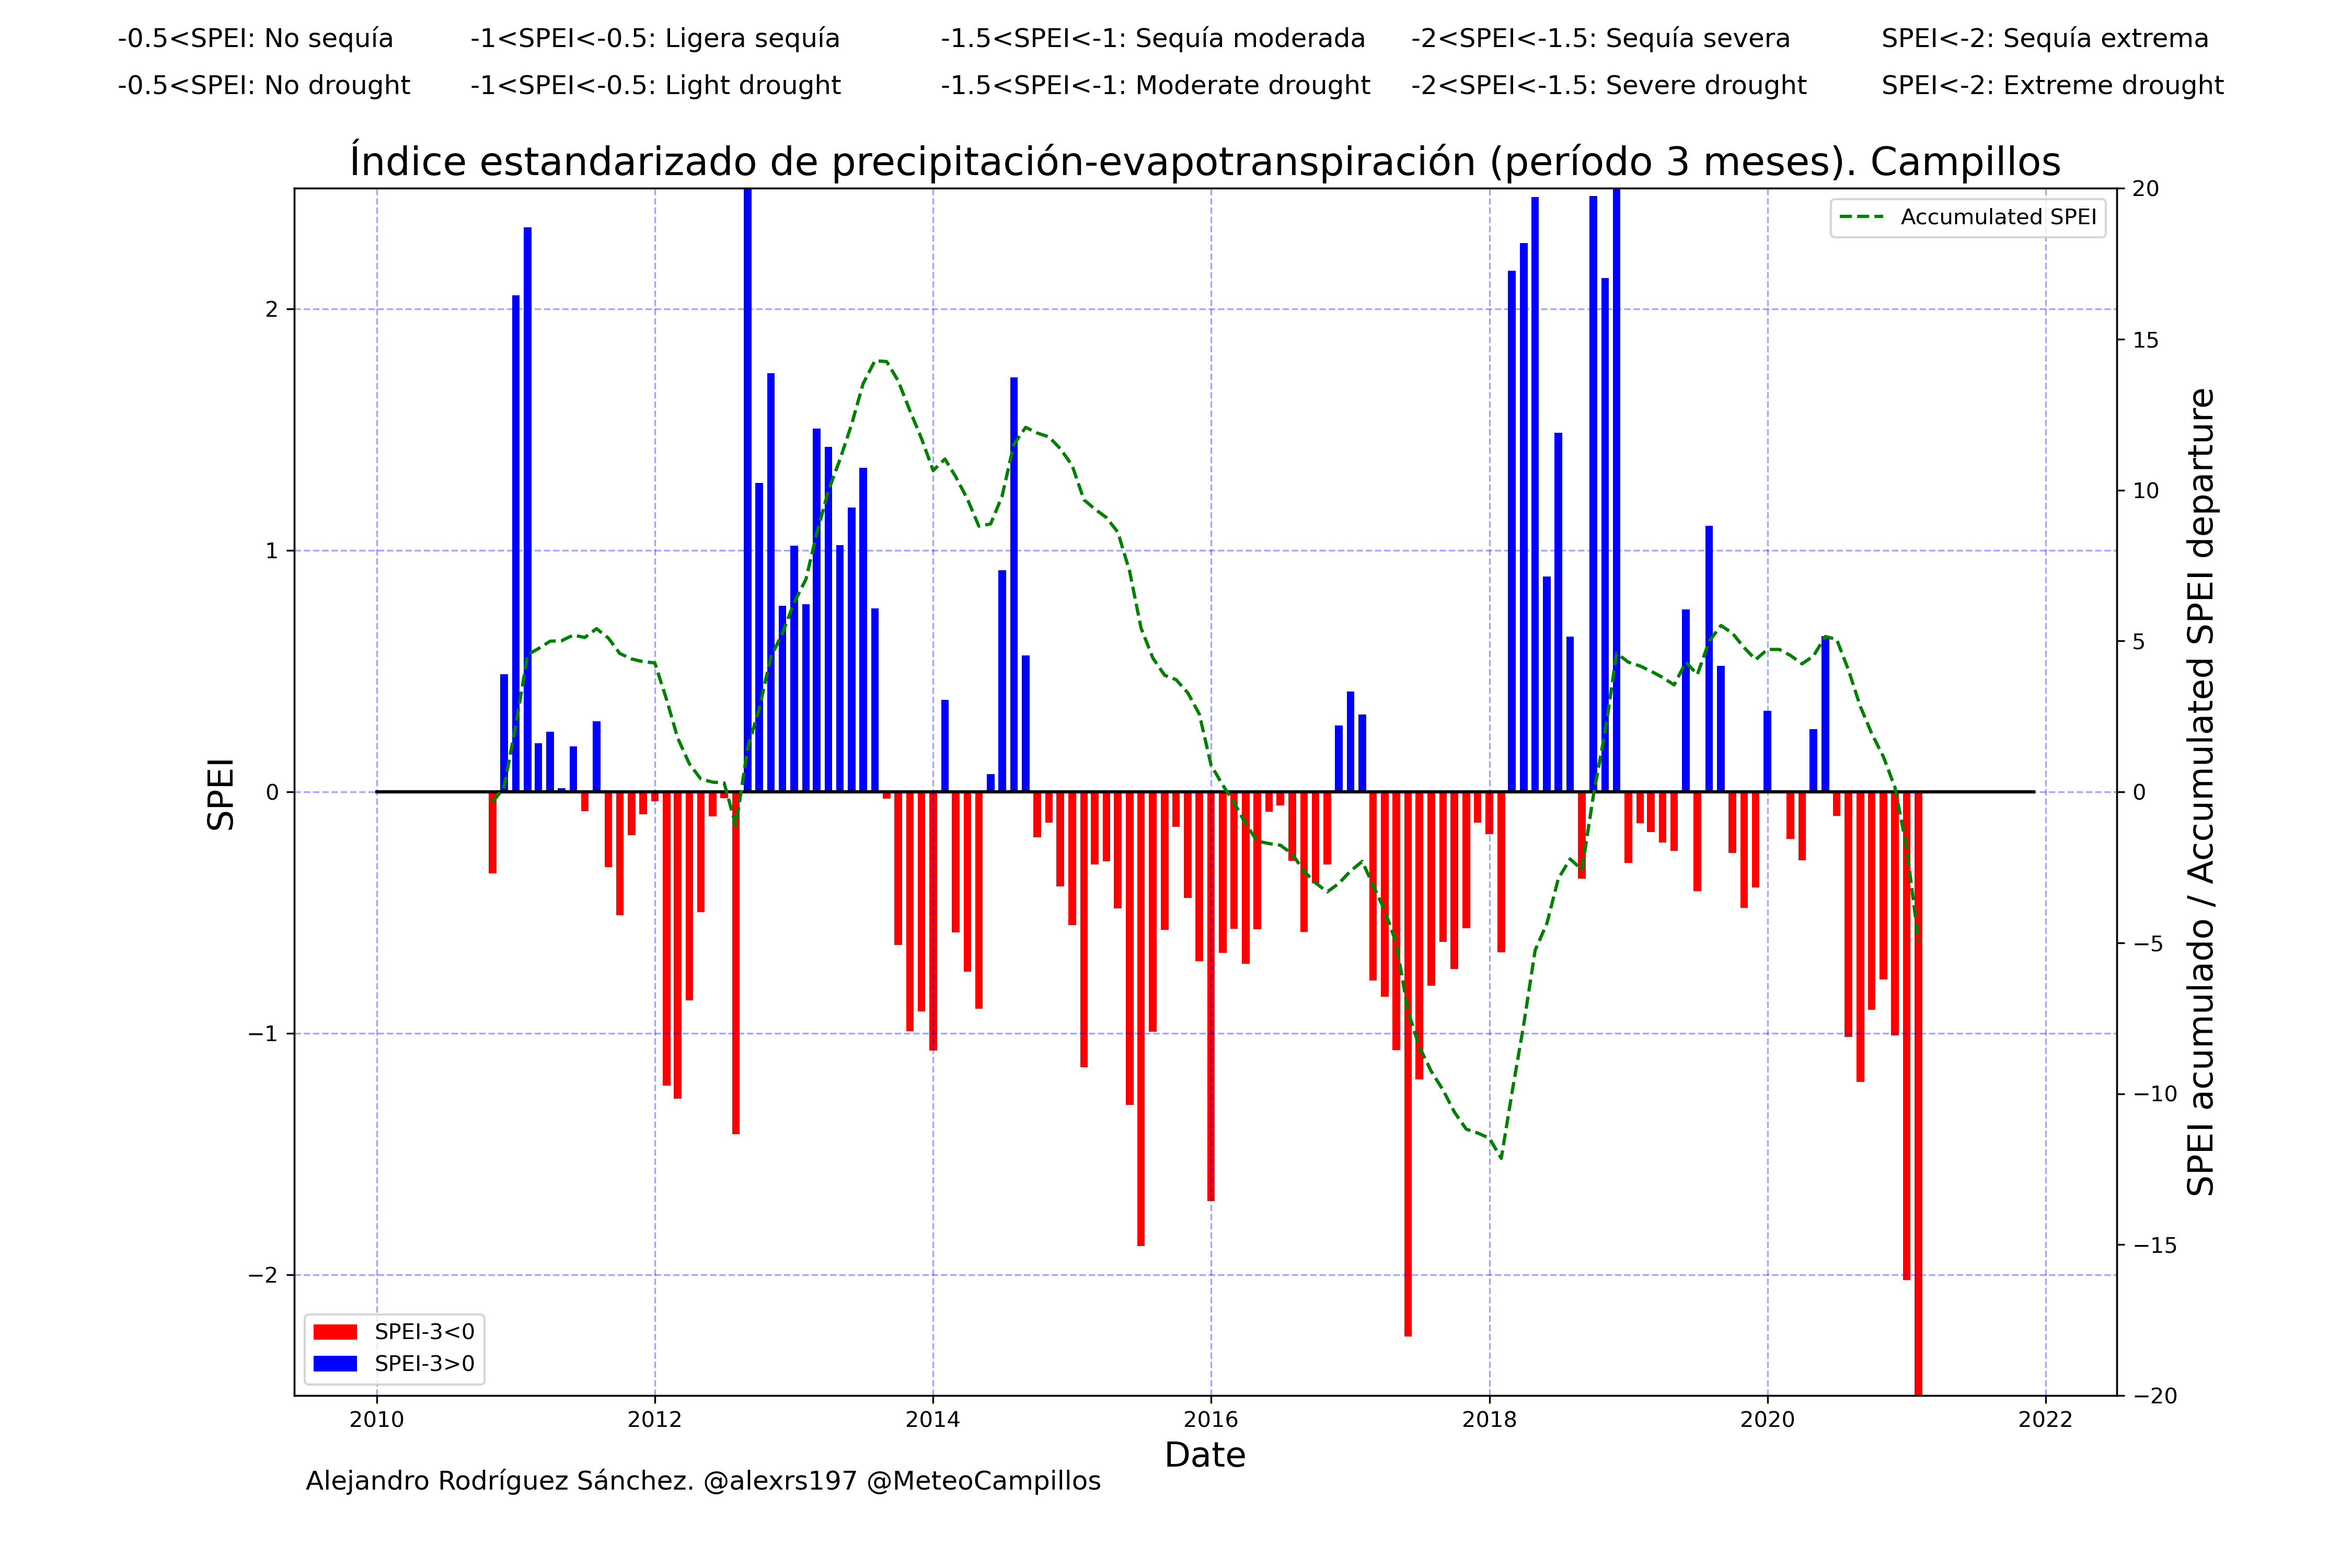 -0.5<SPEI: No sequía -1<SPEI<-0.5: Ligera sequía -1.5<SPEI<-1: Sequía moderada -2<SPEI<-1.5: Sequía severa SPEI<-2: Sequía extrema
-0.5<SPEI: No drought -1<SPEI<-0.5: Light drought -1.5<SPEI<-1: Moderate drought -2<SPEI<-1.5: Severe drought SPEI<-2: Extreme drought
Índice estandarizado de precipitación-evapotranspiración (período 3 meses). Campillos
Accumulated SPEI
SPEI
2
1
0
−1
−2
20
15
10
5
0
−5
−10
−15
−20
SPEI acumulado / Accumulated SPEI departure
SPEI-3<0
SPEI-3>0
2010 2012 2014 2016 2018 2020 2022
Date
Alejandro Rodríguez Sánchez. @alexrs197 @MeteoCampillos